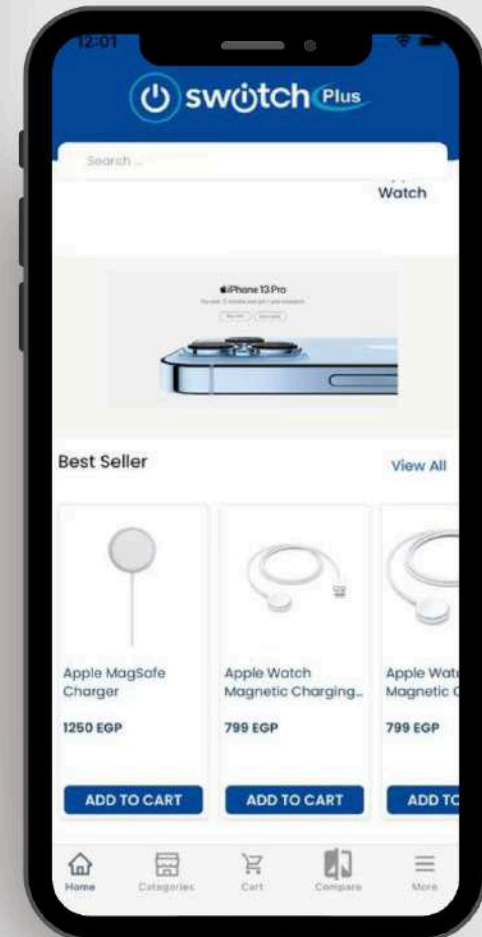 12:01
switch Plus
Search ...
Watch
iPhone 13 Pro
Best Seller
View All
Apple MagSafe
Charger
1250 EGP
ADD TO CART
Apple Watch
Magnetic Charging...
799 EGP
ADD TO CART
Apple Wat
Magnetic C
799 EGP
ADD TO
Home
Categories
Cart
Compare
More